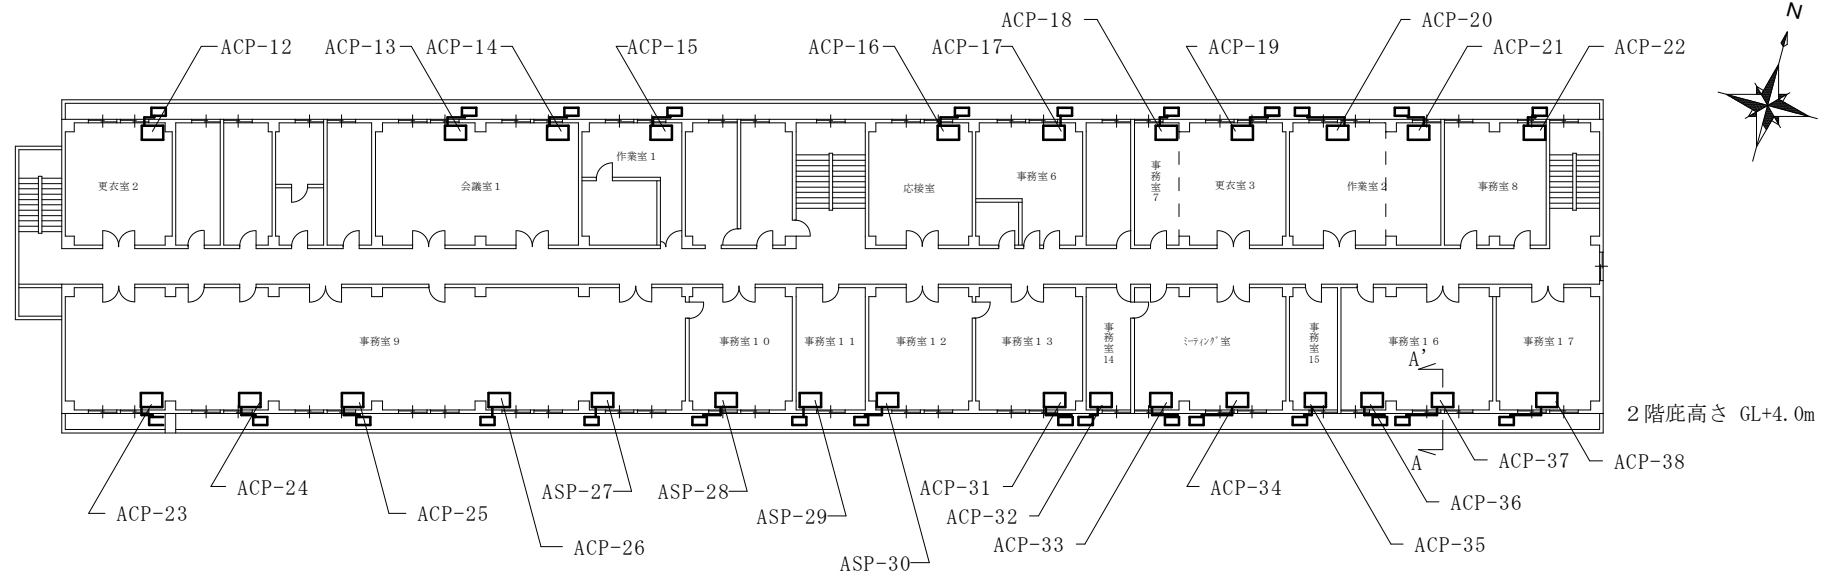 N
ACP-18
ACP-20
ACP-12
ACP-13
ACP-14
ACP-15
ACP-16
ACP-17
ACP-19
ACP-21
ACP-22
更衣室２
会議室１
作業室１
応接室
事務室６
事務室７
更衣室３
作業室２
事務室８
事務室９
事務室１０
事務室１１
事務室１２
事務室１３
事務室14
ﾐｰﾃｨﾝｸﾞ室
事務室15
事務室１６
事務室１７
A'
A
２階庇高さ GL+4.0m
ACP-23
ACP-24
ACP-25
ACP-26
ASP-27
ASP-28
ASP-29
ASP-30
ACP-31
ACP-32
ACP-33
ACP-34
ACP-35
ACP-36
ACP-37
ACP-38